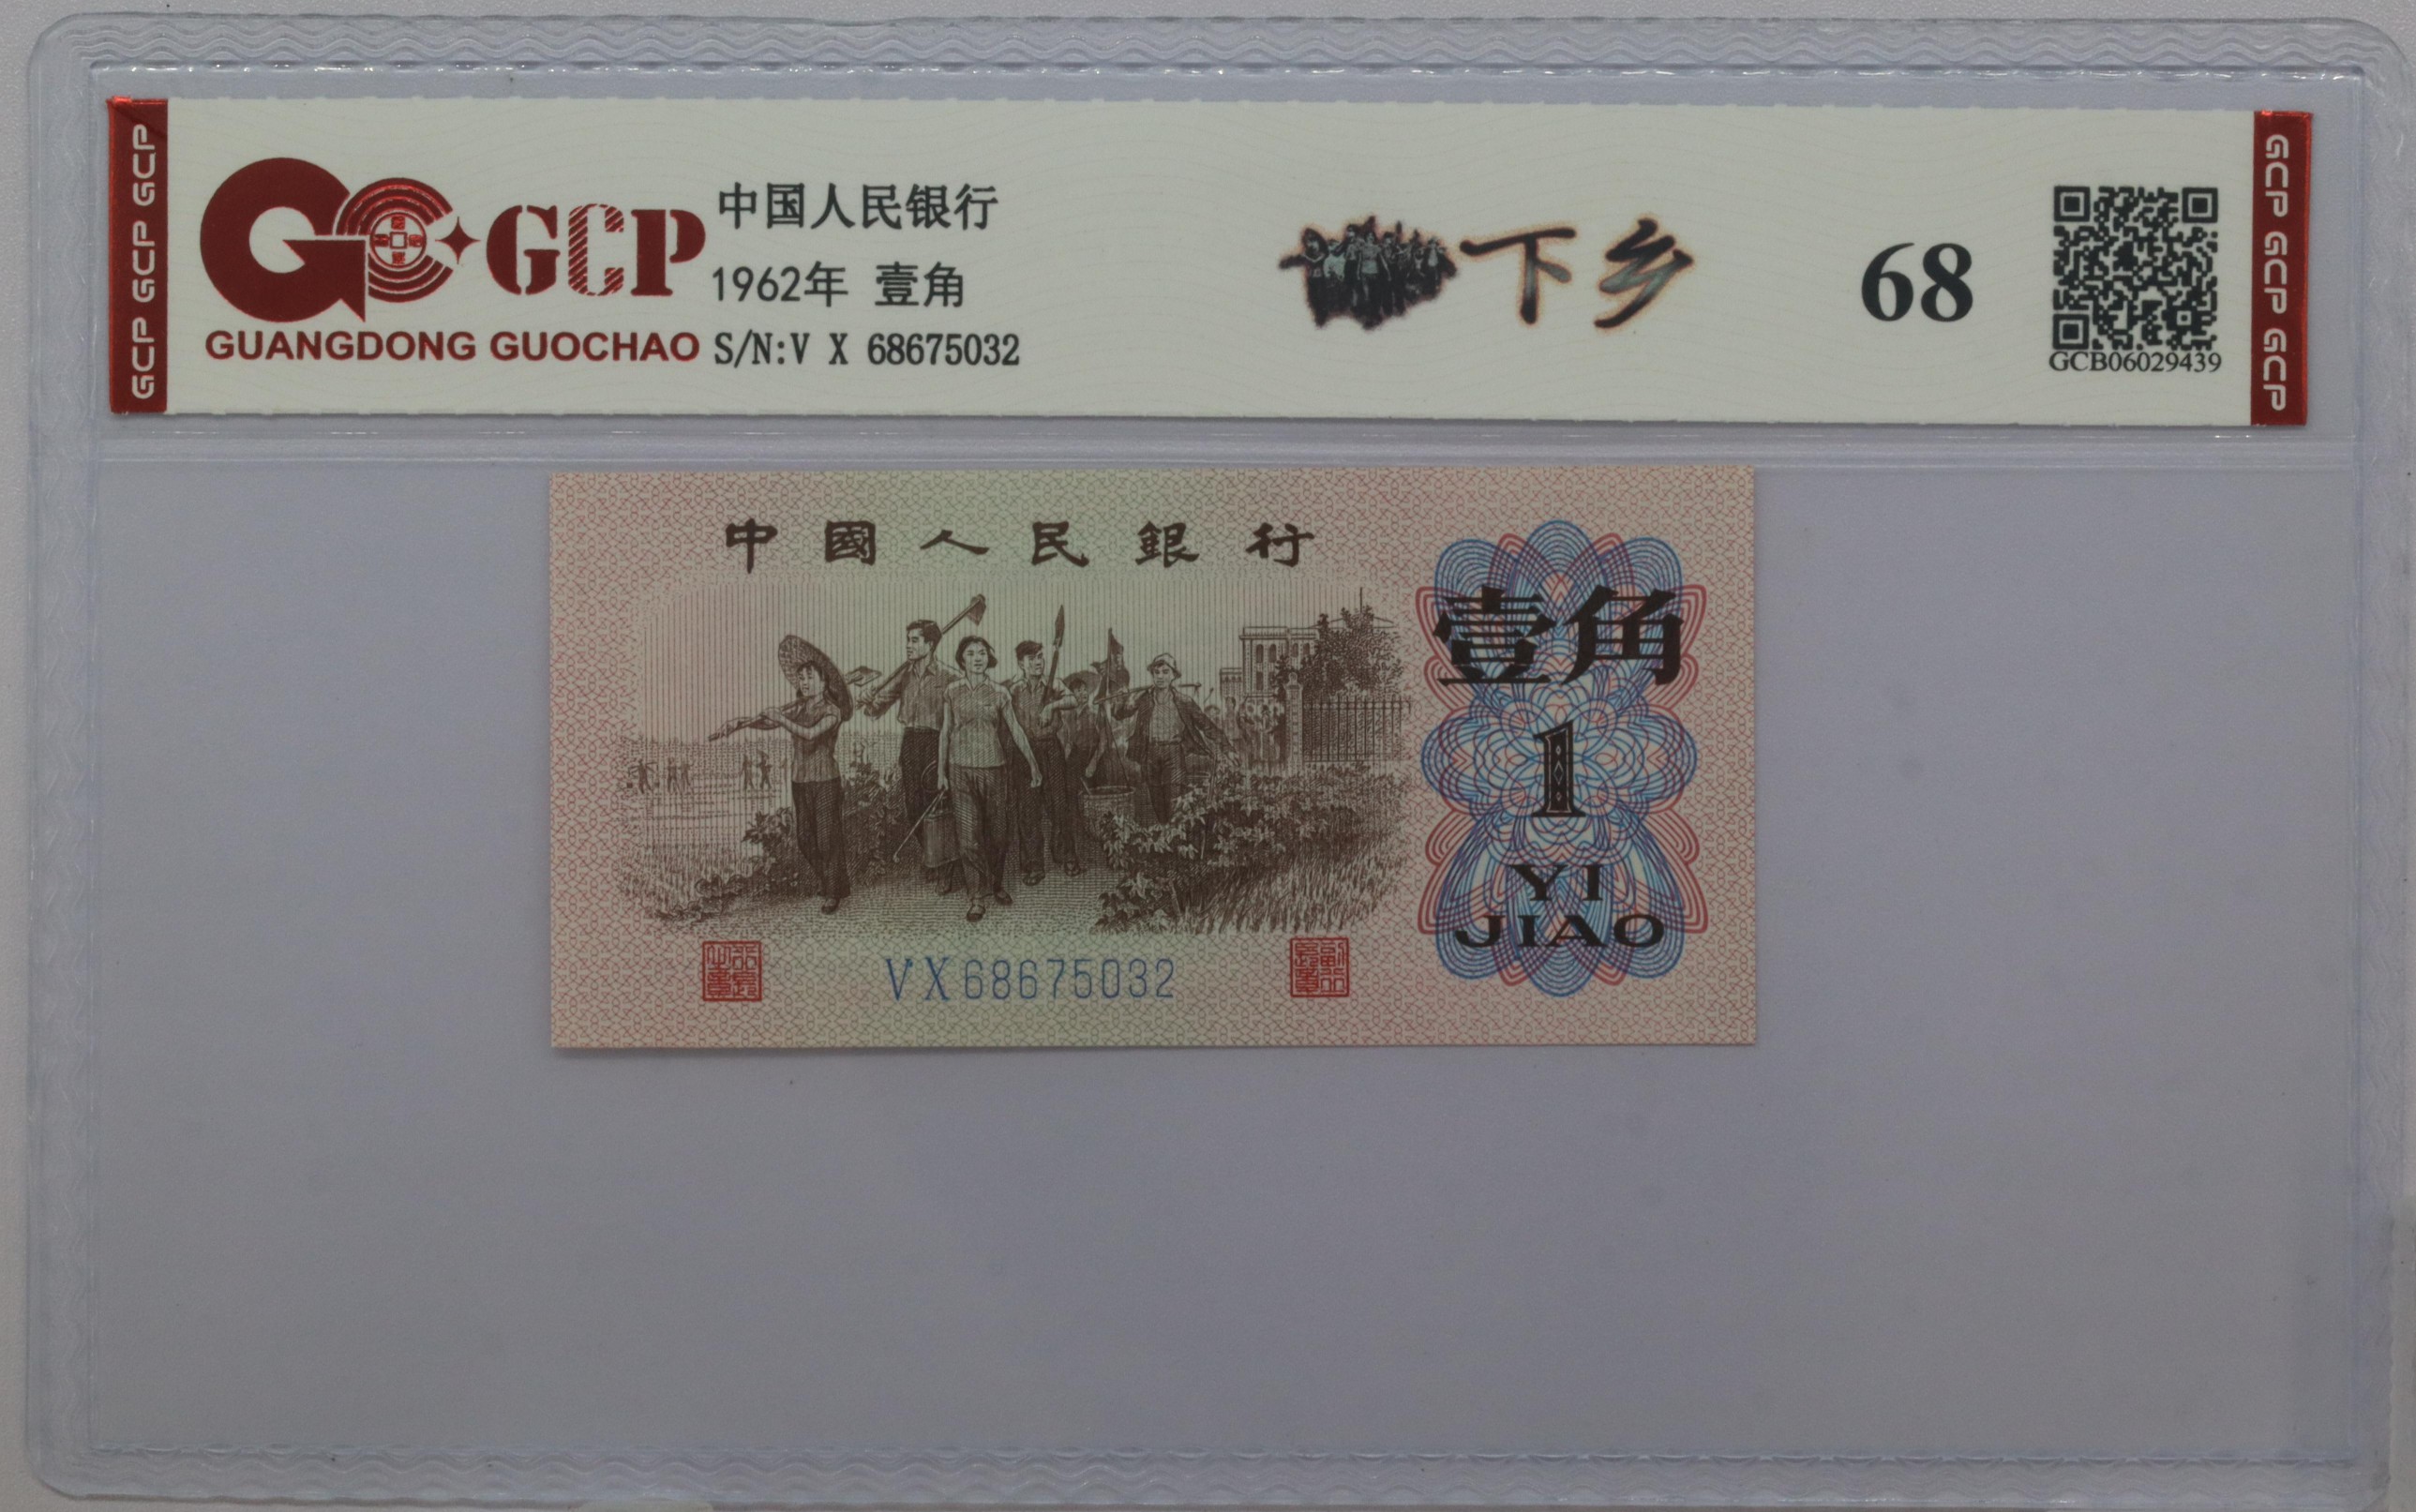 GCP GCP GCP
GCP
GUANGDONG GUOCHAO
中国人民银行
1962年 壹角
S/N:V X 68675032
下乡
68
GCB06029439
GCP GCP GCP
中國人民銀行
壹角
1
YI
JIAO
VX68675032